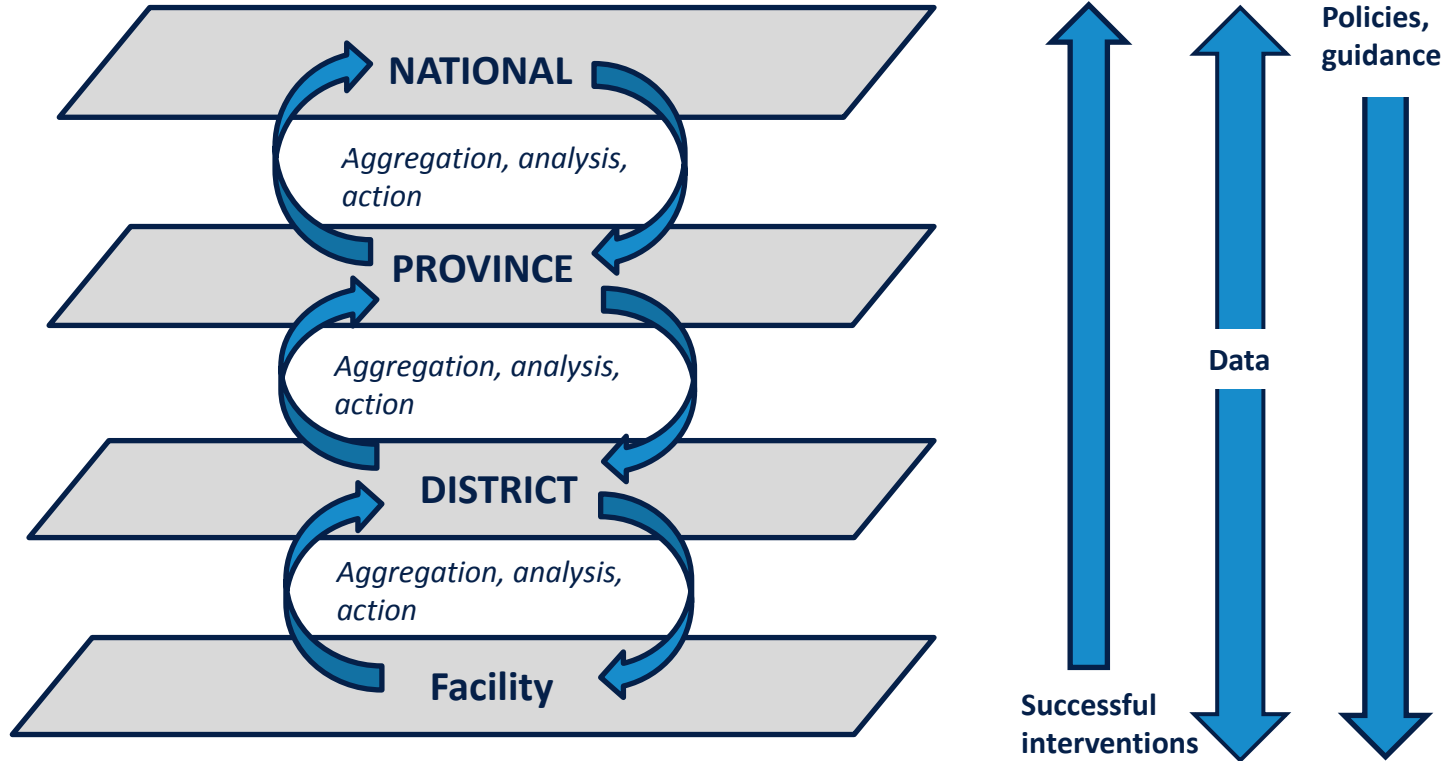 NATIONAL
Aggregation, analysis,
action
PROVINCE
Aggregation, analysis,
action
DISTRICT
Aggregation, analysis,
action
Facility
Successful
interventions
Data
Policies,
guidance